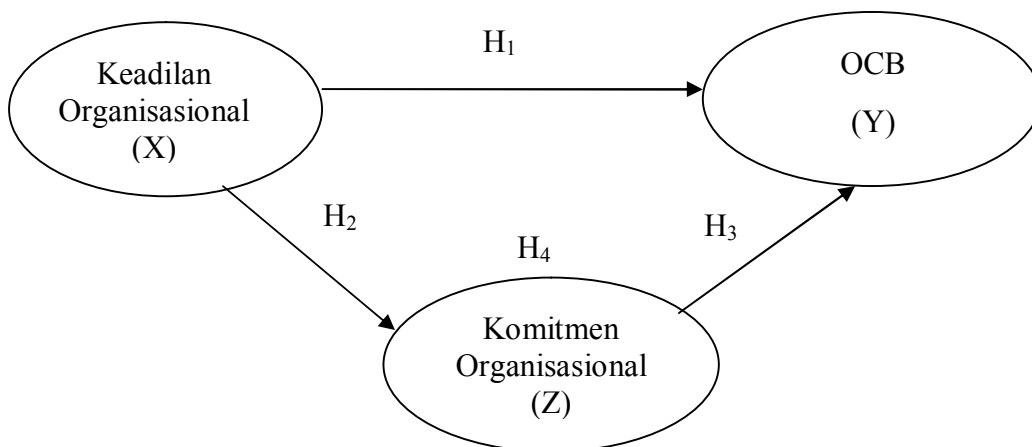 H₁
Keadilan
Organisasional
(X)
OCB
(Y)
H₂
H₃
H₄
Komitmen
Organisasional
(Z)